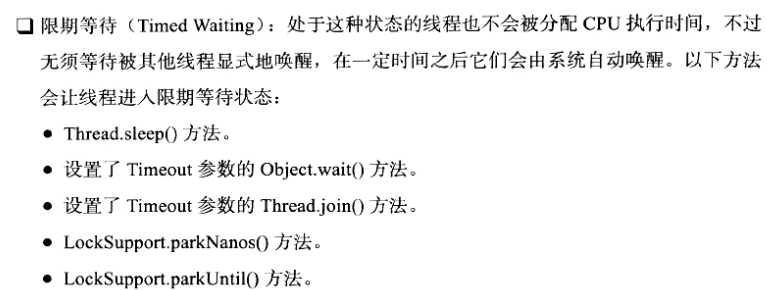 ❑ 限期等待（Timed Waiting）：处于这种状态的线程也不会被分配 CPU 执行时间，不过
无须等待被其他线程显式地唤醒，在一定时间之后它们会由系统自动唤醒。以下方法
会让线程进入限期等待状态：
● Thread.sleep() 方法。
● 设置了 Timeout 参数的 Object.wait() 方法。
● 设置了 Timeout 参数的 Thread.join() 方法。
● LockSupport.parkNanos() 方法。
● LockSupport.parkUntil() 方法。